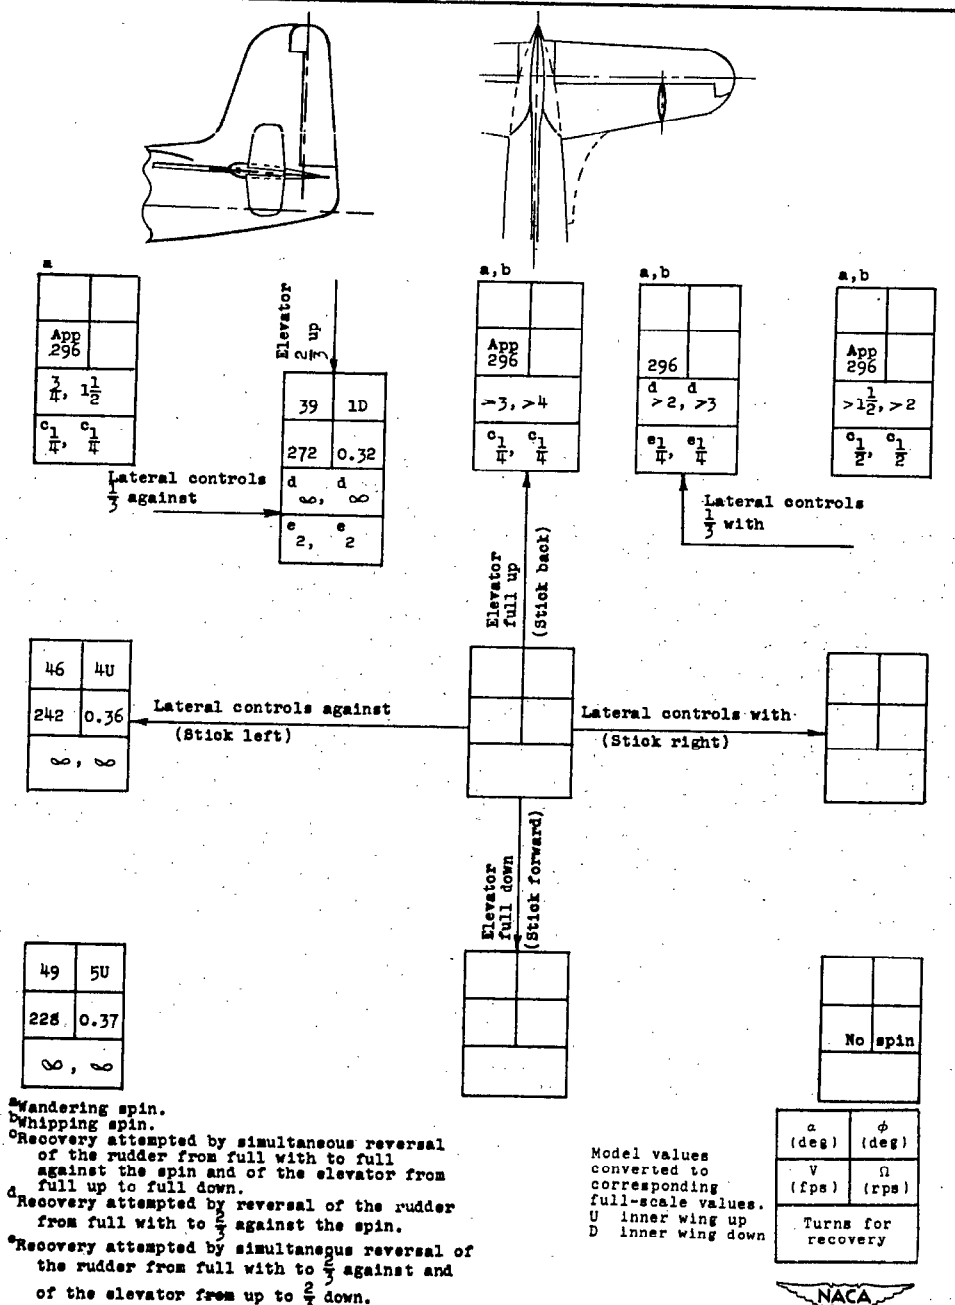 a
App
296
3/4, 1 1/2
c 1/4, c 1/4
Elevator
2/3 up
39 1D
272 0.32
d ∞, d ∞
e 2, e 2
Lateral controls
1/3 against
a,b
App
296
>3, >4
c 1/4, c 1/4
a,b
296
d >2, d >3
e 1/4, e 1/4
a,b
App
296
>1 1/2, >2
c 1/2, c 1/2
Lateral controls
1/3 with
Elevator
full up
(Stick back)
46 4U
242 0.36
∞, ∞
Lateral controls against
(Stick left)
Lateral controls with
(Stick right)
Elevator
full down
(Stick forward)
49 5U
228 0.37
∞, ∞
No spin
a Wandering spin.
b Whipping spin.
c Recovery attempted by simultaneous reversal
of the rudder from full with to full
against the spin and of the elevator from
full up to full down.
d Recovery attempted by reversal of the rudder
from full with to 2/3 against the spin.
e Recovery attempted by simultaneous reversal of
the rudder from full with to 2/3 against and
of the elevator from up to 2/3 down.
Model values
converted to
corresponding
full-scale values.
U inner wing up
D inner wing down
α (deg) φ (deg)
V (fps) Ω (rps)
Turns for
recovery
NACA